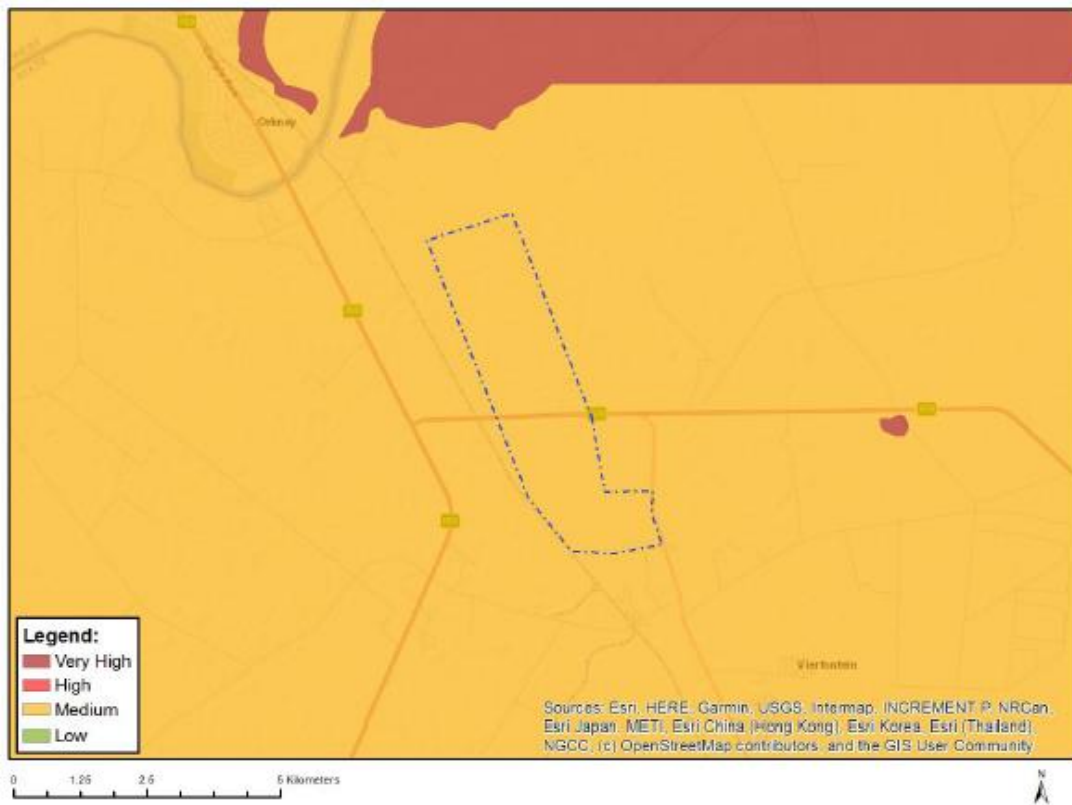 Orkney
Vierfontein
Legend:
Very High
High
Medium
Low
Sources: Esri, HERE, Garmin, USGS, Intermap, INCREMENT P, NRCan,
Esri Japan, METI, Esri China (Hong Kong), Esri Korea, Esri (Thailand),
NGCC, (c) OpenStreetMap contributors, and the GIS User Community
0 1.25 2.5 5 Kilometers
N